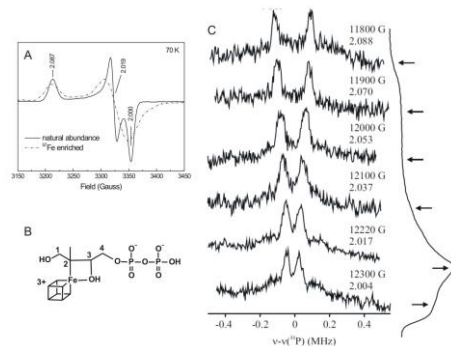 A
70 K
2.087
2.019
2.000
natural abundance
⁵⁷Fe enriched
3150 3200 3250 3300 3350 3400 3450
Field (Gauss)
B
HO
1
2
3
4
O⁻ O⁻
O-P-O-P-OH
O O
3+
Fe
OH
C
11800 G
2.088
11900 G
2.070
12000 G
2.053
12100 G
2.037
12220 G
2.017
12300 G
2.004
-0.4 -0.2 0 0.2 0.4
ν-ν(³¹P) (MHz)